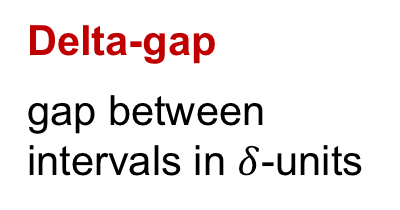 Delta-gap
gap between
intervals in δ-units